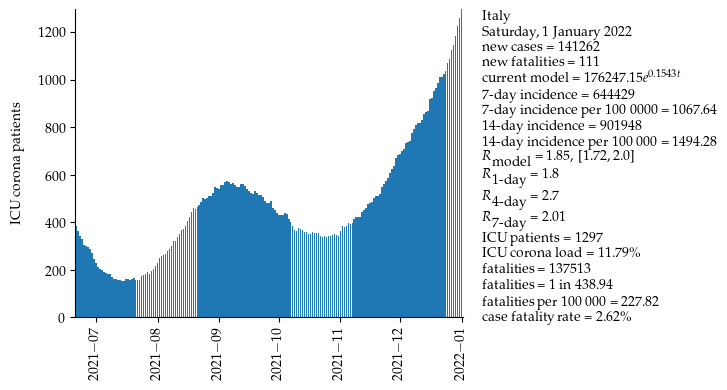 1200
1000
800
600
400
200
0
ICU corona patients
2021−07
2021−08
2021−09
2021−10
2021−11
2021−12
2022−01
Italy
Saturday, 1 January 2022
new cases = 141262
new fatalities = 111
current model = 176247.15e^0.1543t
7-day incidence = 644429
7-day incidence per 100 0000 = 1067.64
14-day incidence = 901948
14-day incidence per 100 000 = 1494.28
R_model = 1.85, [1.72, 2.0]
R_1-day = 1.8
R_4-day = 2.7
R_7-day = 2.01
ICU patients = 1297
ICU corona load = 11.79%
fatalities = 137513
fatalities = 1 in 438.94
fatalities per 100 000 = 227.82
case fatality rate = 2.62%